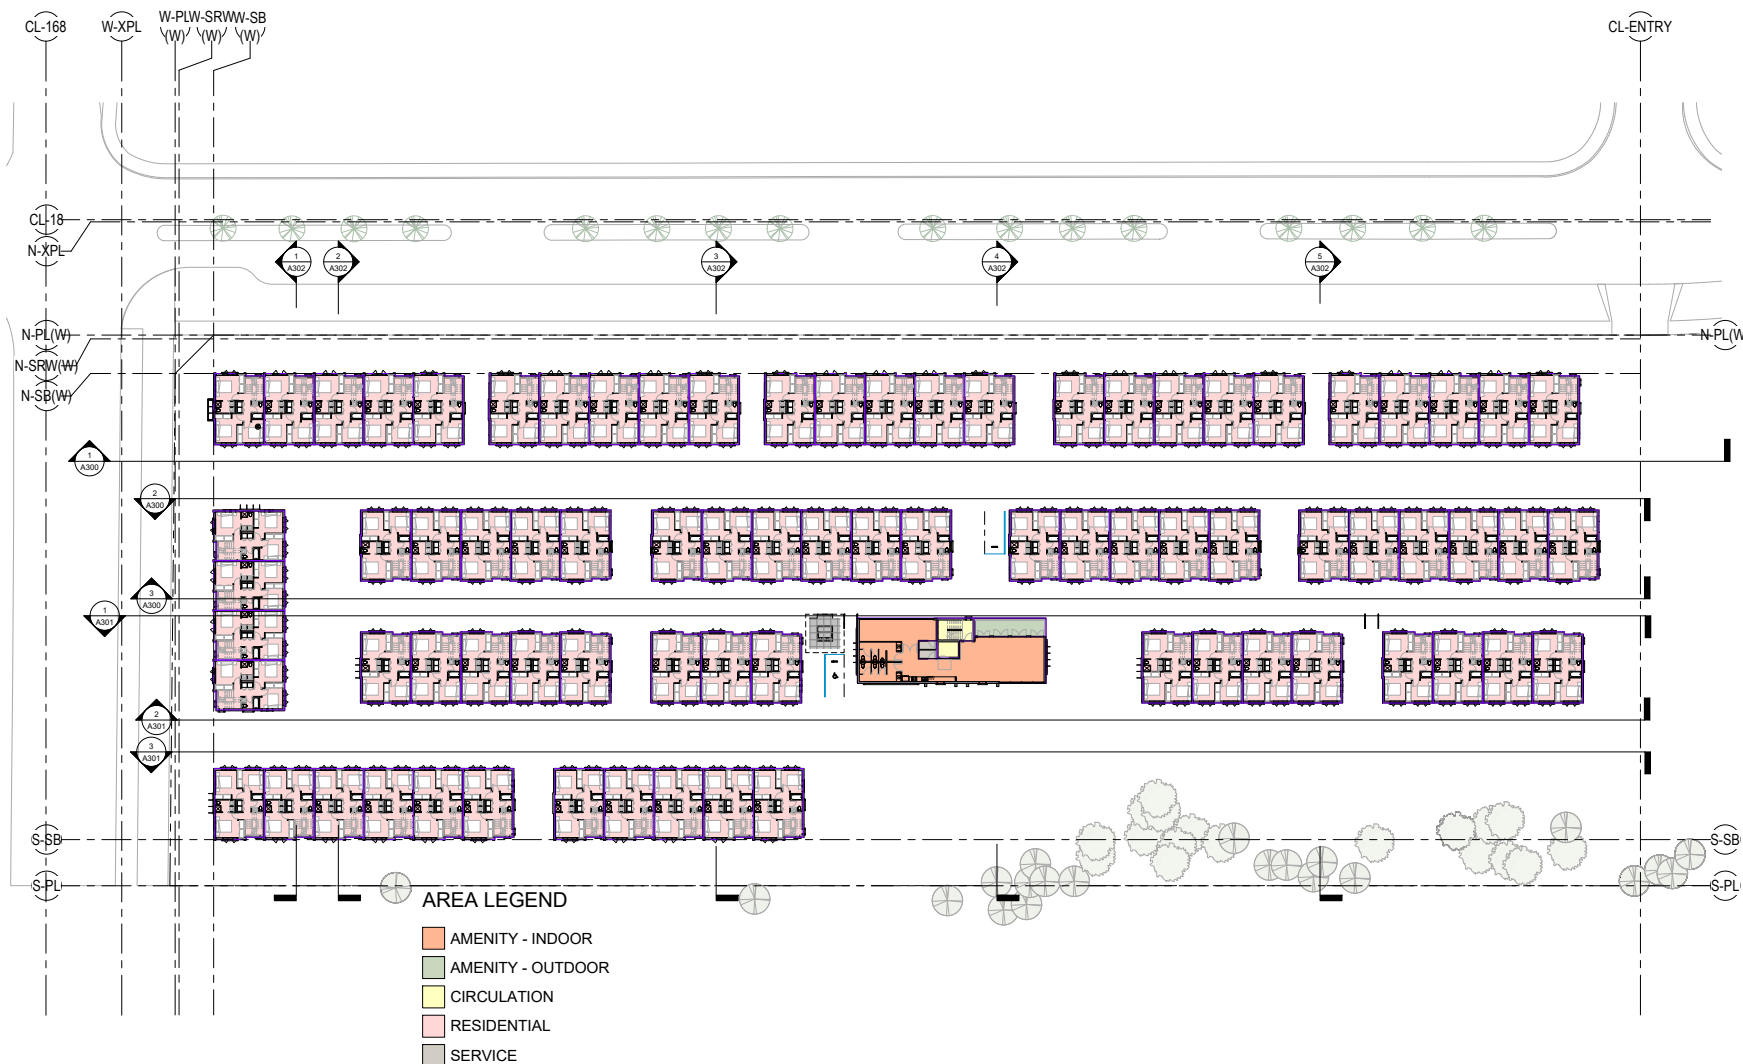 CL-168
W-XPL
W-PL
(W)
W-SRW
(W)
W-SB
(W)
CL-ENTRY
CL-18
N-XPL
1
A302
2
A302
3
A302
4
A302
5
A302
N-PL(W)
N-PL(W
N-SRW(W)
N-SB(W)
1
A300
2
A300
3
A300
1
A301
2
A301
3
A301
S-SB
S-SB
S-PL
S-PL
AREA LEGEND
AMENITY - INDOOR
AMENITY - OUTDOOR
CIRCULATION
RESIDENTIAL
SERVICE